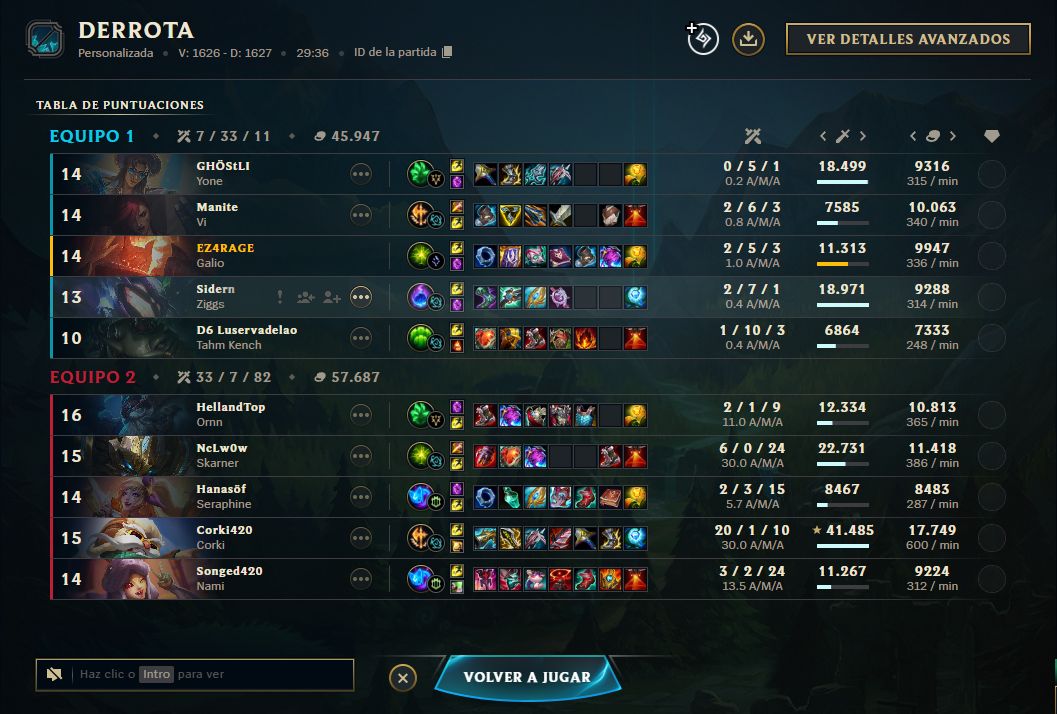 DERROTA
Personalizada • V: 1626 - D: 1627 • 29:36 • ID de la partida
VER DETALLES AVANZADOS
TABLA DE PUNTUACIONES
EQUIPO 1 • 7 / 33 / 11 • 45.947
14 GHÖStLI 0 / 5 / 1 18.499 9316
Yone 0.2 A/M/A 315 / min
14 Manite 2 / 6 / 3 7585 10.063
Vi 0.8 A/M/A 340 / min
14 EZ4RAGE 2 / 5 / 3 11.313 9947
Galio 1.0 A/M/A 336 / min
13 Sidern 2 / 7 / 1 18.971 9288
Ziggs 0.4 A/M/A 314 / min
10 D6 Luservadelao 1 / 10 / 3 6864 7333
Tahm Kench 0.4 A/M/A 248 / min
EQUIPO 2 • 33 / 7 / 82 • 57.687
16 HellandTop 2 / 1 / 9 12.334 10.813
Ornn 11.0 A/M/A 365 / min
15 NcLw0w 6 / 0 / 24 22.731 11.418
Skarner 30.0 A/M/A 386 / min
14 Hanasöf 2 / 3 / 15 8467 8483
Seraphine 5.7 A/M/A 287 / min
15 Corki420 20 / 1 / 10 ★ 41.485 17.749
Corki 30.0 A/M/A 600 / min
14 Songed420 3 / 2 / 24 11.267 9224
Nami 13.5 A/M/A 312 / min
Haz clic o Intro para ver
VOLVER A JUGAR